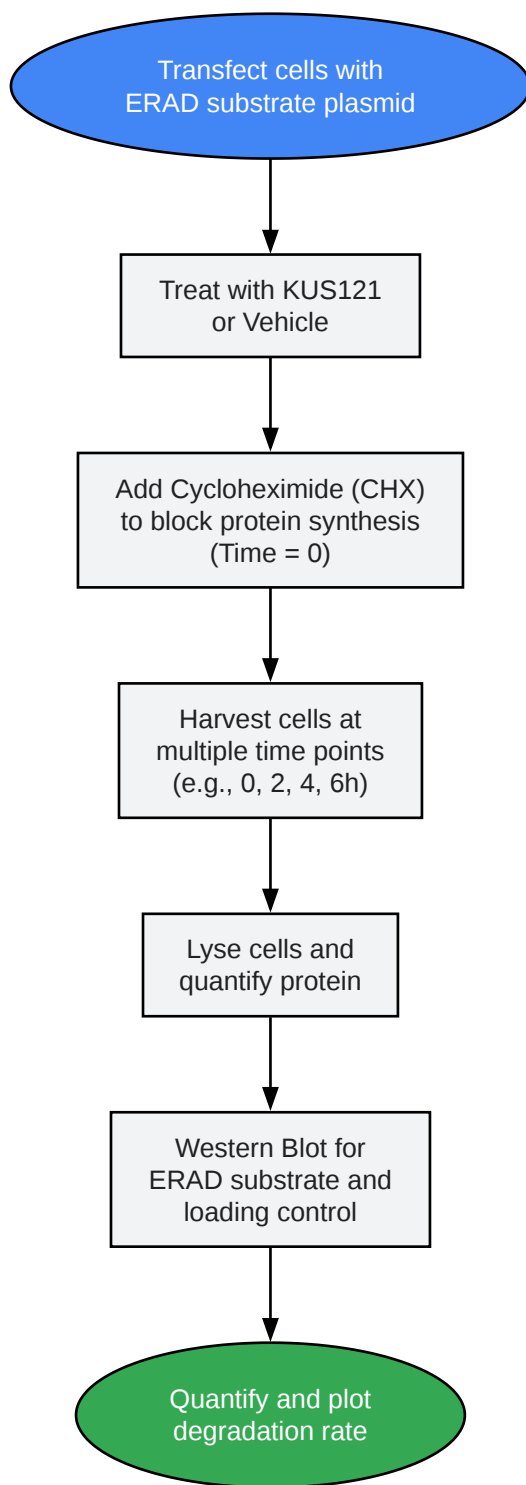 Transfect cells with
ERAD substrate plasmid
Treat with KUS121
or Vehicle
Add Cycloheximide (CHX)
to block protein synthesis
(Time = 0)
Harvest cells at
multiple time points
(e.g., 0, 2, 4, 6h)
Lyse cells and
quantify protein
Western Blot for
ERAD substrate and
loading control
Quantify and plot
degradation rate